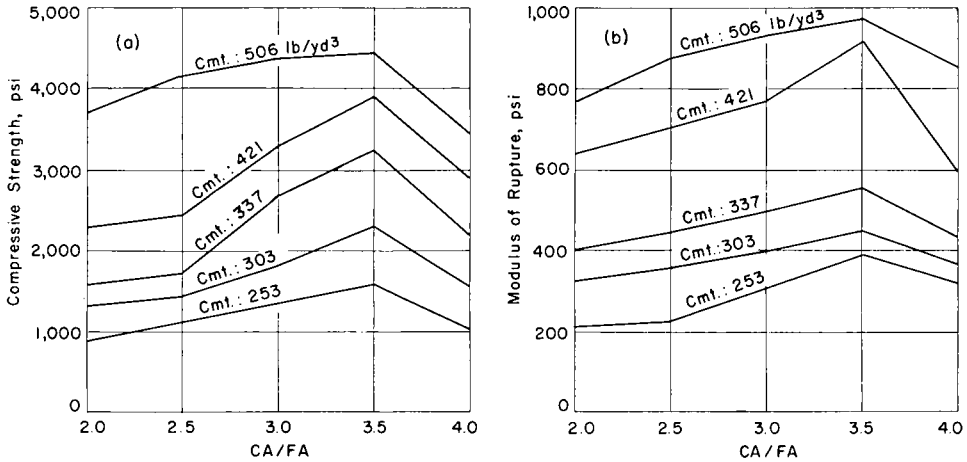 (a)
5,000
4,000
3,000
2,000
1,000
0
Compressive Strength, psi
Cmt.: 506 lb/yd3
Cmt.: 421
Cmt.: 337
Cmt.: 303
Cmt.: 253
2.0 2.5 3.0 3.5 4.0
CA/FA
(b)
1,000
800
600
400
200
0
Modulus of Rupture, psi
Cmt.: 506 lb/yd3
Cmt.: 421
Cmt.: 337
Cmt.: 303
Cmt.: 253
2.0 2.5 3.0 3.5 4.0
CA/FA